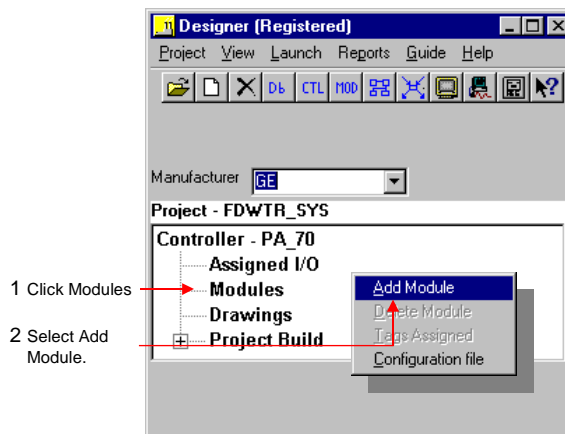 Designer (Registered)
Project View Launch Reports Guide Help
Db CTL MOD
Manufacturer GE
Project - FDWTR_SYS
Controller - PA_70
Assigned I/O
Modules
Drawings
Project Build
Add Module
Delete Module
Tags Assigned
Configuration file
1 Click Modules
2 Select Add
Module.